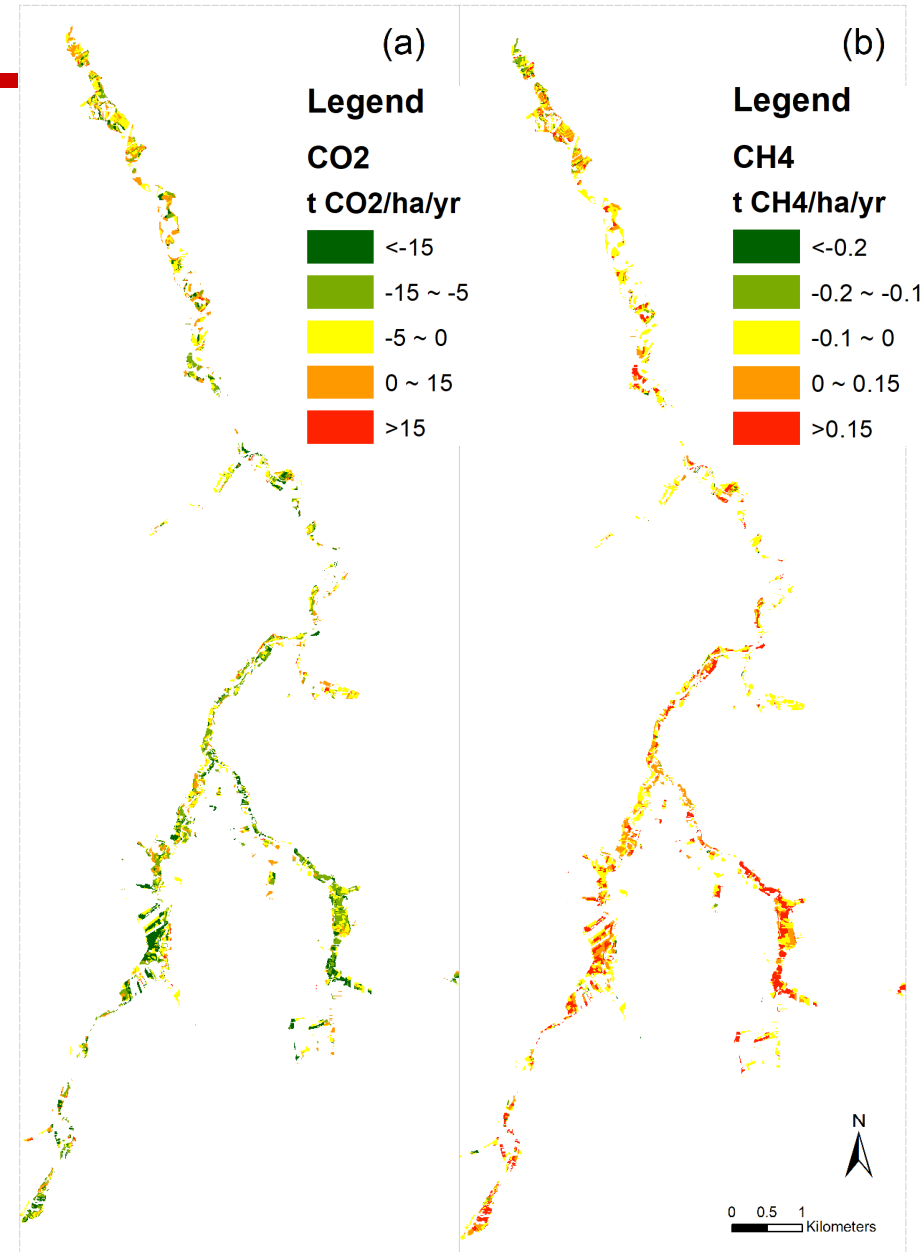 (a)
Legend
CO2
t CO2/ha/yr
<-15
-15 ~ -5
-5 ~ 0
0 ~ 15
>15
(b)
Legend
CH4
t CH4/ha/yr
<-0.2
-0.2 ~ -0.1
-0.1 ~ 0
0 ~ 0.15
>0.15
N
0 0.5 1
Kilometers